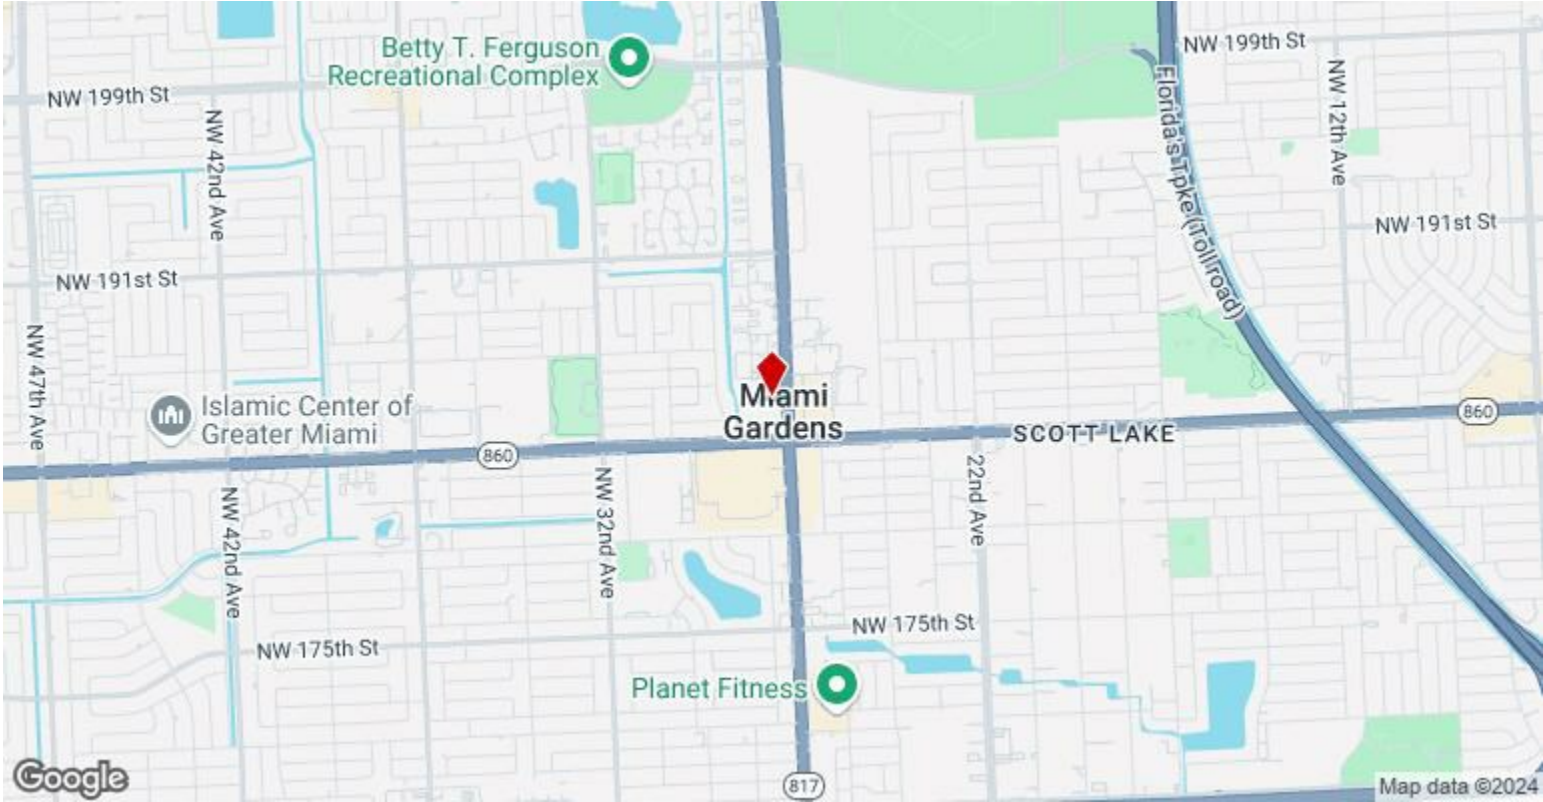 Betty T. Ferguson
Recreational Complex
NW 199th St
NW 199th St
NW 42nd Ave
Florida's Tpke (Toll road)
NW 12th Ave
NW 191st St
NW 191st St
NW 47th Ave
Islamic Center of
Greater Miami
Miami
Gardens
860
SCOTT LAKE
860
NW 42nd Ave
NW 32nd Ave
22nd Ave
NW 175th St
NW 175th St
Planet Fitness
817
Google
Map data ©2024